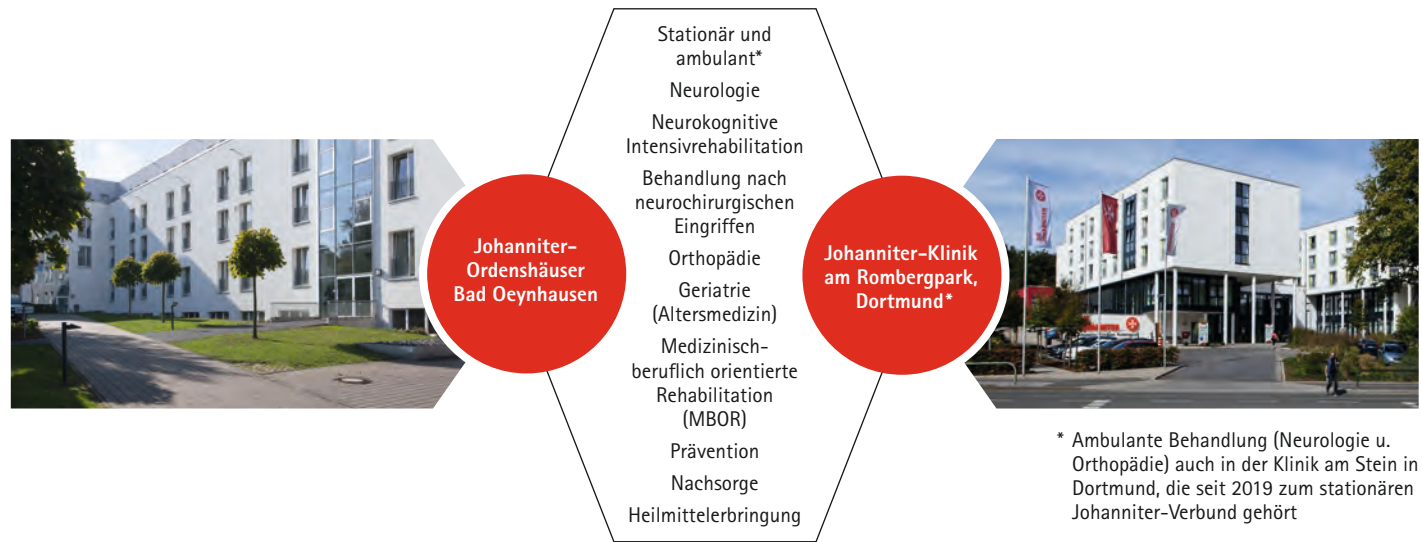 Stationär und
ambulant*
Neurologie
Neurokognitive
Intensivrehabilitation
Behandlung nach
neurochirurgischen
Eingriffen
Orthopädie
Geriatrie
(Altersmedizin)
Medizinisch-
beruflich orientierte
Rehabilitation
(MBOR)
Prävention
Nachsorge
Heilmittelerbringung
Johanniter-
Ordenshäuser
Bad Oeynhausen
Johanniter-Klinik
am Rombergpark,
Dortmund*
* Ambulante Behandlung (Neurologie u.
Orthopädie) auch in der Klinik am Stein in
Dortmund, die seit 2019 zum stationären
Johanniter-Verbund gehört